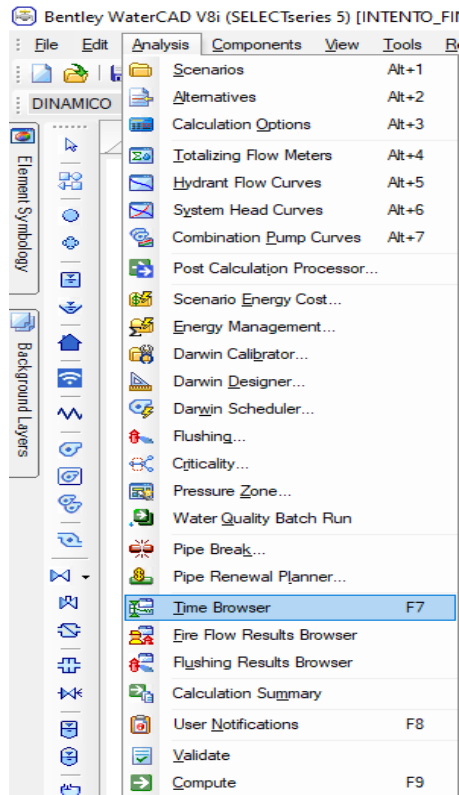 Bentley WaterCAD V8i (SELECTseries 5) [INTENTO_FI
File Edit Analysis Components View Tools
DINAMICO
Element Symbology
Background Layers
Scenarios Alt+1
Alternatives Alt+2
Calculation Options Alt+3
Totalizing Flow Meters Alt+4
Hydrant Flow Curves Alt+5
System Head Curves Alt+6
Combination Pump Curves Alt+7
Post Calculation Processor...
Scenario Energy Cost...
Energy Management...
Darwin Calibrator...
Darwin Designer...
Darwin Scheduler...
Flushing...
Criticality...
Pressure Zone...
Water Quality Batch Run
Pipe Break...
Pipe Renewal Planner...
Time Browser F7
Fire Flow Results Browser
Flushing Results Browser
Calculation Summary
User Notifications F8
Validate
Compute F9